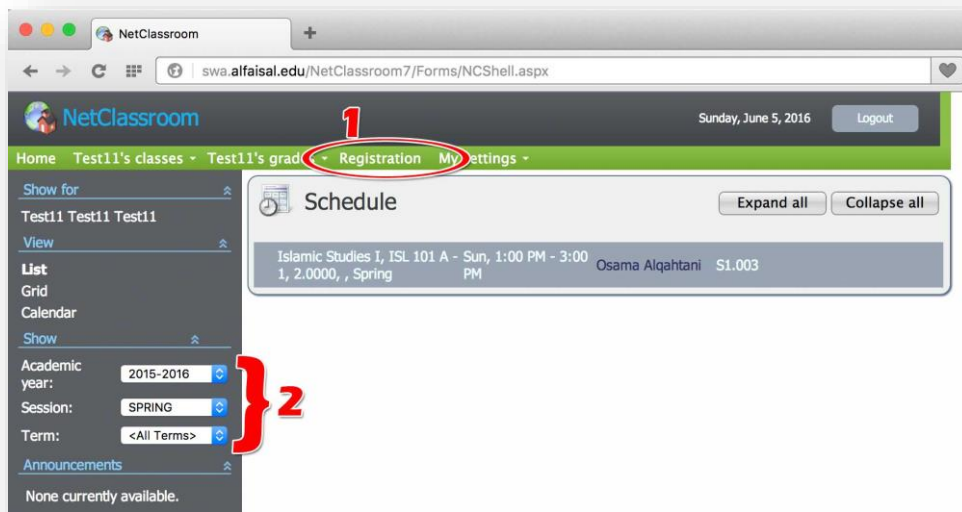 NetClassroom
swa.alfaisal.edu/NetClassroom7/Forms/NCShell.aspx
NetClassroom
1
Sunday, June 5, 2016
Logout
Home Test11's classes Test11's grades Registration My settings
Show for
Test11 Test11 Test11
View
List
Grid
Calendar
Show
Academic
year:
2015-2016
Session:
SPRING
Term:
<All Terms>
2
Announcements
None currently available.
Schedule
Expand all
Collapse all
Islamic Studies I, ISL 101 A -
1, 2.0000, , Spring
Sun, 1:00 PM - 3:00
PM
Osama Alqahtani
S1.003